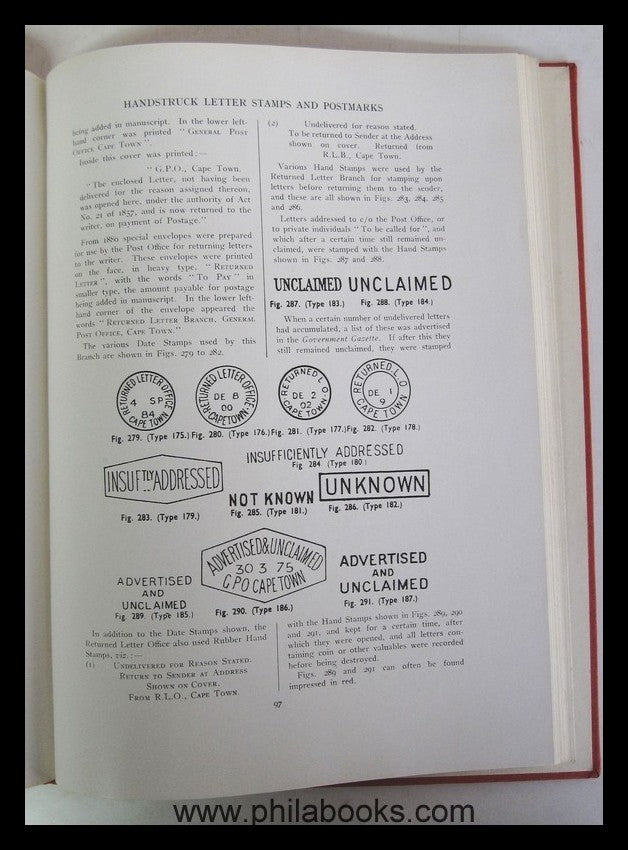 HANDSTRUCK LETTER STAMPS AND POSTMARKS
being added in manuscript. In the lower left-
hand corner was printed " GENERAL POST
OFFICE, CAPE TOWN ".
Inside this cover was printed :—
" G.P.O., Cape Town.
" The enclosed Letter, not having been
delivered for the reason assigned thereon,
was opened here, under the authority of Act
No. 21 of 1857, and is now returned to the
writer, on payment of Postage."
From 1880 special envelopes were prepared
for use by the Post Office for returning letters
to the writer. These envelopes were printed
on the face, in heavy type, " RETURNED
LETTER ", with the words " TO PAY " in
smaller type, the amount payable for postage
being added in manuscript. In the lower left-
hand corner of the envelope appeared the
words " RETURNED LETTER BRANCH, GENERAL
POST OFFICE, CAPE TOWN."
The various Date Stamps used by this
Branch are shown in Figs. 279 to 282.
(2) Undelivered for reason stated.
To be returned to Sender at the Address
shown on cover. Returned from
R.L.B., Cape Town.
Various Hand Stamps were used by the
Returned Letter Branch for stamping upon
letters before returning them to the sender,
and these are all shown in Figs. 283, 284, 285
and 286.
Letters addressed to c/o the Post Office, or
to private individuals " To be called for ", and
which after a certain time still remained un-
claimed, were stamped with the Hand Stamps
shown in Figs. 287 and 288.
UNCLAIMED UNCLAIMED
Fig. 287. (Type 183.) Fig. 288. (Type 184.)
When a certain number of undelivered letters
had accumulated, a list of these was advertised
in the Government Gazette. If after this they
still remained unclaimed, they were stamped
RETURNED LETTER OFFICE
4 SP
84
CAPE TOWN
RETURNED LETTER OFFICE
DE 8
00
CAPETOWN
RETURNED L.O
DE 2
02
CAPE TOWN
RETURNED L.O
DE 1
9
CAPE TOWN
Fig. 279. (Type 175.) Fig. 280. (Type 176.) Fig. 281. (Type 177.) Fig. 282. (Type 178.)
INSUFTLY ADDRESSED
Fig. 283. (Type 179.)
INSUFFICIENTLY ADDRESSED
Fig 284 (Type 180)
NOT KNOWN
Fig. 285. (Type 181.)
UNKNOWN
Fig. 286. (Type 182.)
ADVERTISED
AND
UNCLAIMED
Fig. 289. (Type 185.)
ADVERTISED & UNCLAIMED
30 3 75
G P O CAPE TOWN
Fig. 290. (Type 186.)
ADVERTISED
AND
UNCLAIMED
Fig. 291. (Type 187.)
In addition to the Date Stamps shown, the
Returned Letter Office also used Rubber Hand
Stamps, viz. :—
(1) UNDELIVERED FOR REASON STATED.
RETURN TO SENDER AT ADDRESS
SHOWN ON COVER.
FROM R.L.O., CAPE TOWN.
with the Hand Stamps shown in Figs. 289, 290
and 291, and kept for a certain time, after
which they were opened, and all letters con-
taining coin or other valuables were recorded
before being destroyed.
Figs. 289 and 291 can often be found
impressed in red.
97
www.philabooks.com